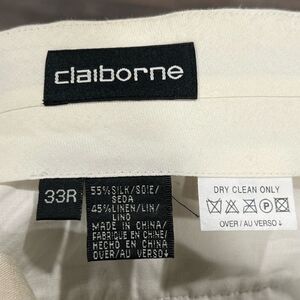 claiborne
33R
55% SILK/SOIE/
SEDA
45% LINEN/LIN/
LINO
MADE IN CHINA/
FABRIQUE EN CHINE/
HECHO EN CHINA
OVER/AU VERSO↓
DRY CLEAN ONLY
OVER/AU VERSO↓